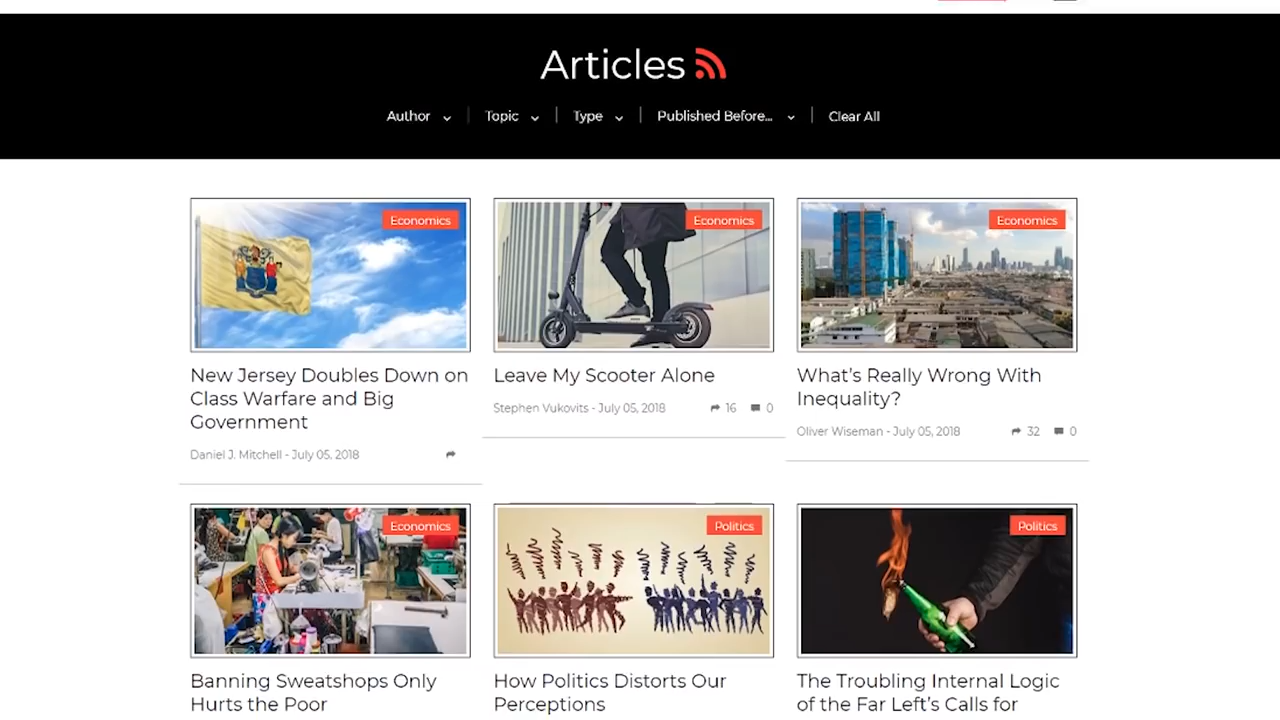 Articles
Author
Topic
Type
Published Before...
Clear All
Economics
Economics
Economics
New Jersey Doubles Down on
Class Warfare and Big
Government
Daniel J. Mitchell - July 05, 2018
Leave My Scooter Alone
Stephen Vukovits - July 05, 2018
16
0
What's Really Wrong With
Inequality?
Oliver Wiseman - July 05, 2018
32
0
Economics
Politics
Politics
Banning Sweatshops Only
Hurts the Poor
How Politics Distorts Our
Perceptions
The Troubling Internal Logic
of the Far Left's Calls for